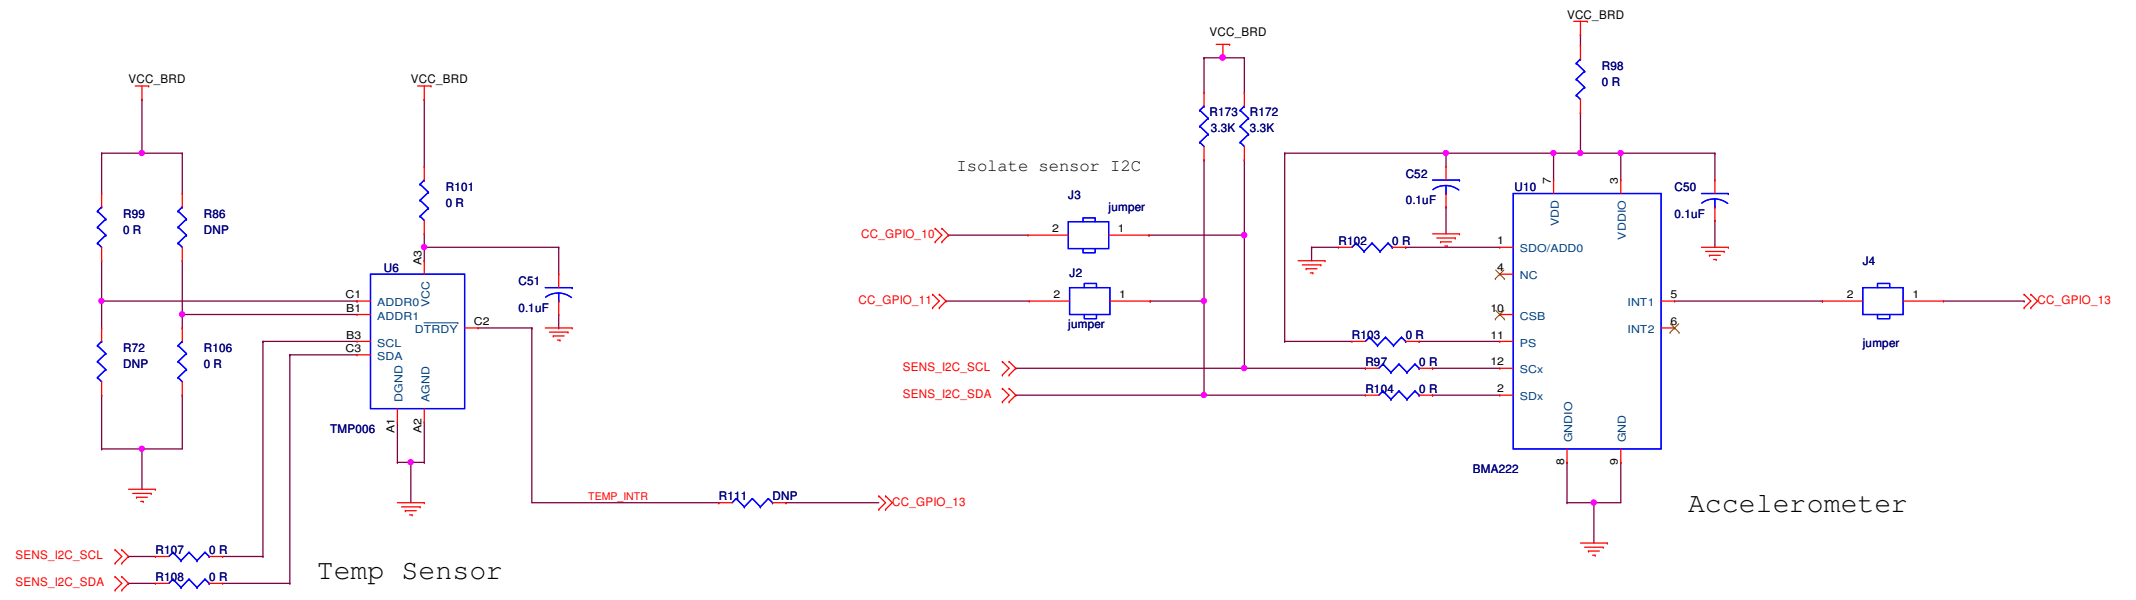 VCC_BRD
VCC_BRD
R99
0 R
R86
DNP
R101
0 R
R72
DNP
R106
0 R
U6
A3
VCC
C1
ADDR0
B1
ADDR1
B3
SCL
C3
SDA
DTRDY
C2
DGND
AGND
A1
A2
TMP006
C51
0.1uF
TEMP_INTR
R111
DNP
CC_GPIO_13
SENS_I2C_SCL
R107
0 R
SENS_I2C_SDA
R108
0 R
Temp Sensor
VCC_BRD
R173
3.3K
R172
3.3K
Isolate sensor I2C
J3
jumper
CC_GPIO_10
2
1
J2
CC_GPIO_11
2
1
jumper
SENS_I2C_SCL
R97
0 R
SENS_I2C_SDA
R104
0 R
VCC_BRD
R98
0 R
C52
0.1uF
C50
0.1uF
U10
7
VDD
3
VDDIO
R102
0 R
1
SDO/ADD0
4
NC
10
CSB
R103
0 R
11
PS
12
SCx
2
SDx
INT1
5
INT2
6
GNDIO
GND
8
9
BMA222
J4
2
1
jumper
CC_GPIO_13
Accelerometer